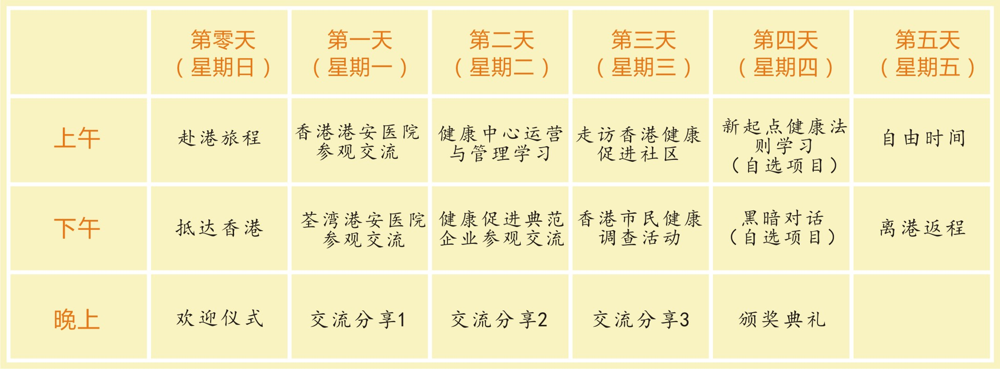 第零天
（星期日）
第一天
（星期一）
第二天
（星期二）
第三天
（星期三）
第四天
（星期四）
第五天
（星期五）
上午
赴港旅程
香港港安医院
参观交流
健康中心运营
与管理学习
走访香港健康
促进社区
新起点健康法
则学习
（自选项目）
自由时间
下午
抵达香港
荃湾港安医院
参观交流
健康促进典范
企业参观交流
香港市民健康
调查活动
黑暗对话
（自选项目）
离港返程
晚上
欢迎仪式
交流分享1
交流分享2
交流分享3
颁奖典礼